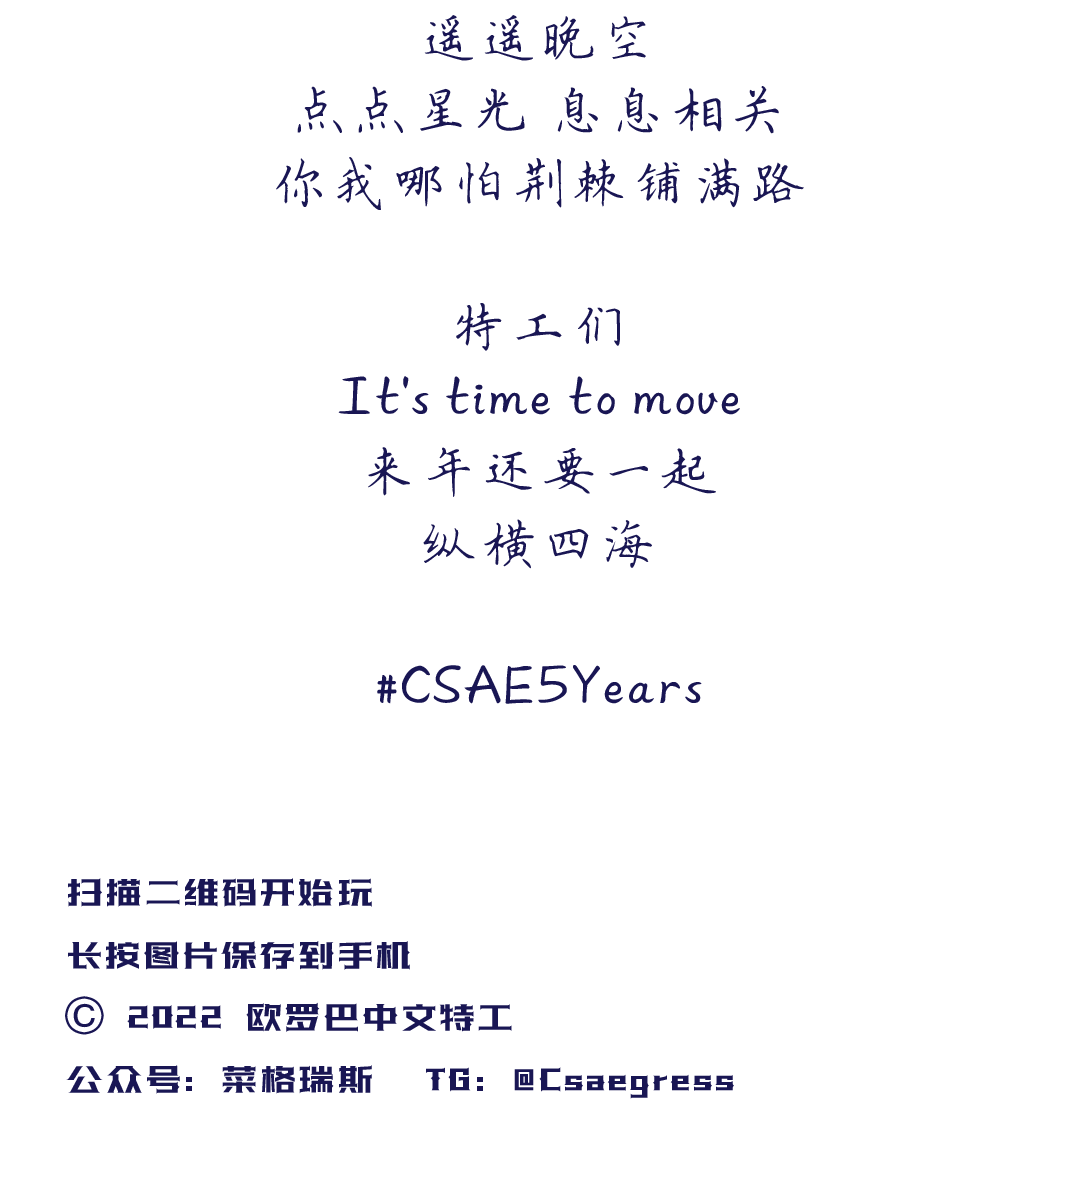 遥遥晚空
点点星光 息息相关
你我哪怕荆棘铺满路
特工们
It's time to move
来年还要一起
纵横四海
#CSAE5Years
扫描二维码开始玩
长按图片保存到手机
© 2022 欧罗巴中文特工
公众号：菜格瑞斯 TG：@Csaegress